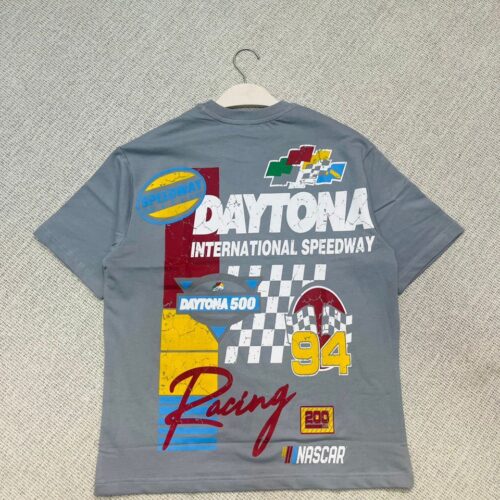 SPEEDWAY
DAYTONA
INTERNATIONAL SPEEDWAY
DAYTONA 500
94
Racing
200
NASCAR